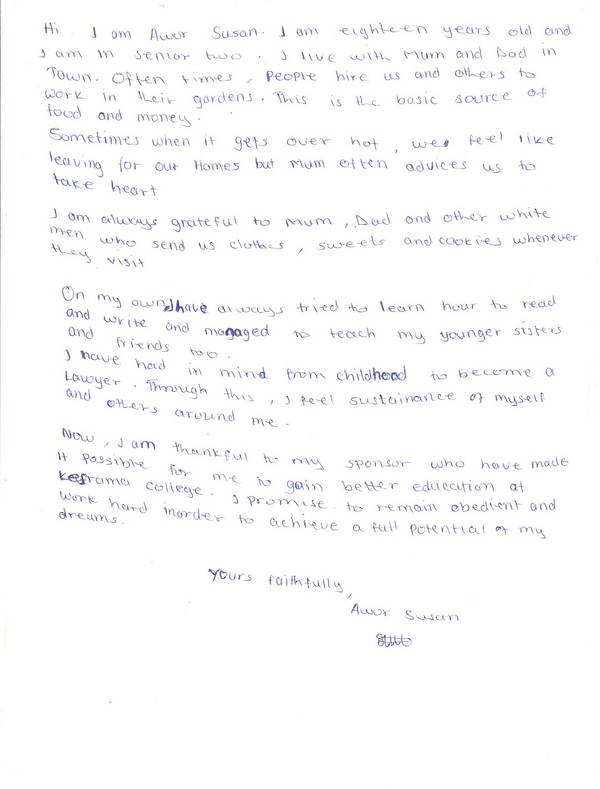 Hi. I am Awor Susan. I am eighteen years old and
I am in senior two. I live with Mum and Dad in
Town. Often times, People hire us and others to
work in their gardens. This is the basic source of
food and money.
Sometimes when it gets over hot, we feel like
leaving for our Homes but Mum often advices us to
take heart
I am always grateful to Mum, Dad and other white
men who send us clothes, sweets and cookies whenever
they visit
On my own I have always tried to learn hour to read
and write and managed to teach my younger sisters
and friends too.
I have had in mind from childhood to become a
Lawyer. Through this, I feel sustainance of myself
and others around me.
Now, I am thankful to my sponsor who have made
it possible for me to gain better education at
Kesframa college. I promise to remain obedient and
work hard inorder to achieve a full potential of my
dreams.
Yours faithfully,
Awor Susan